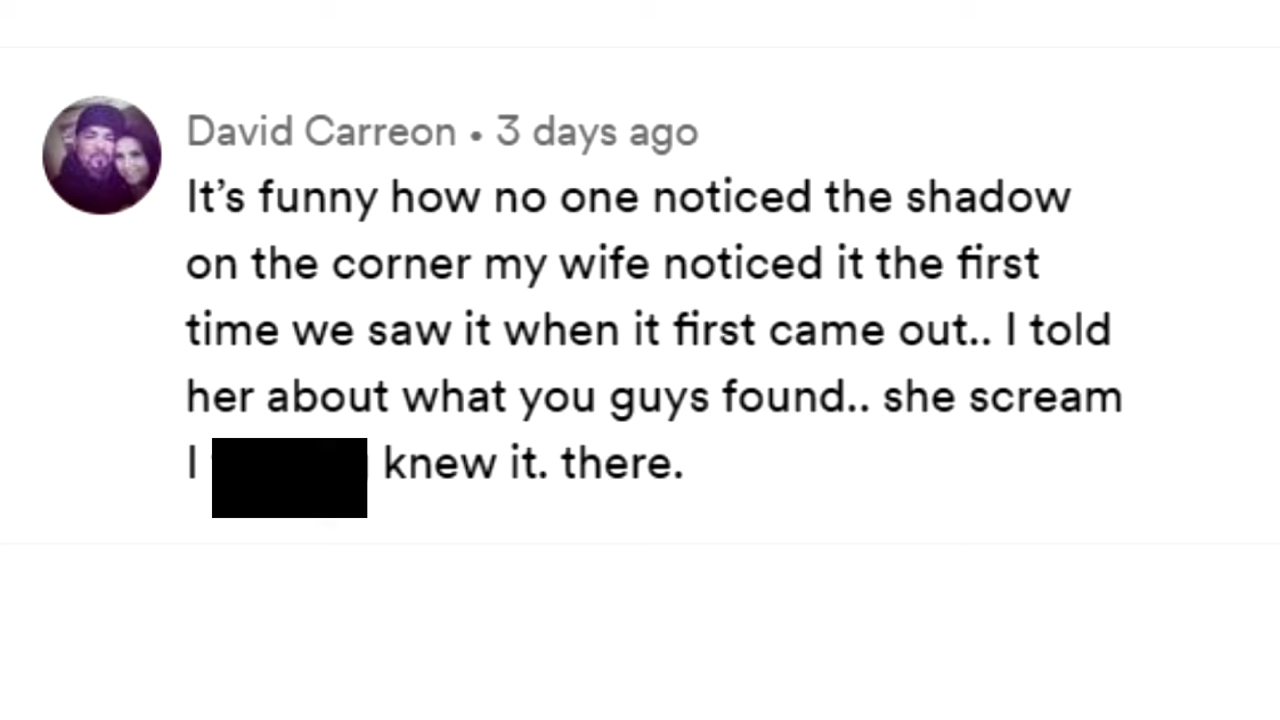 David Carreon • 3 days ago
It’s funny how no one noticed the shadow
on the corner my wife noticed it the first
time we saw it when it first came out.. I told
her about what you guys found.. she scream
I knew it. there.